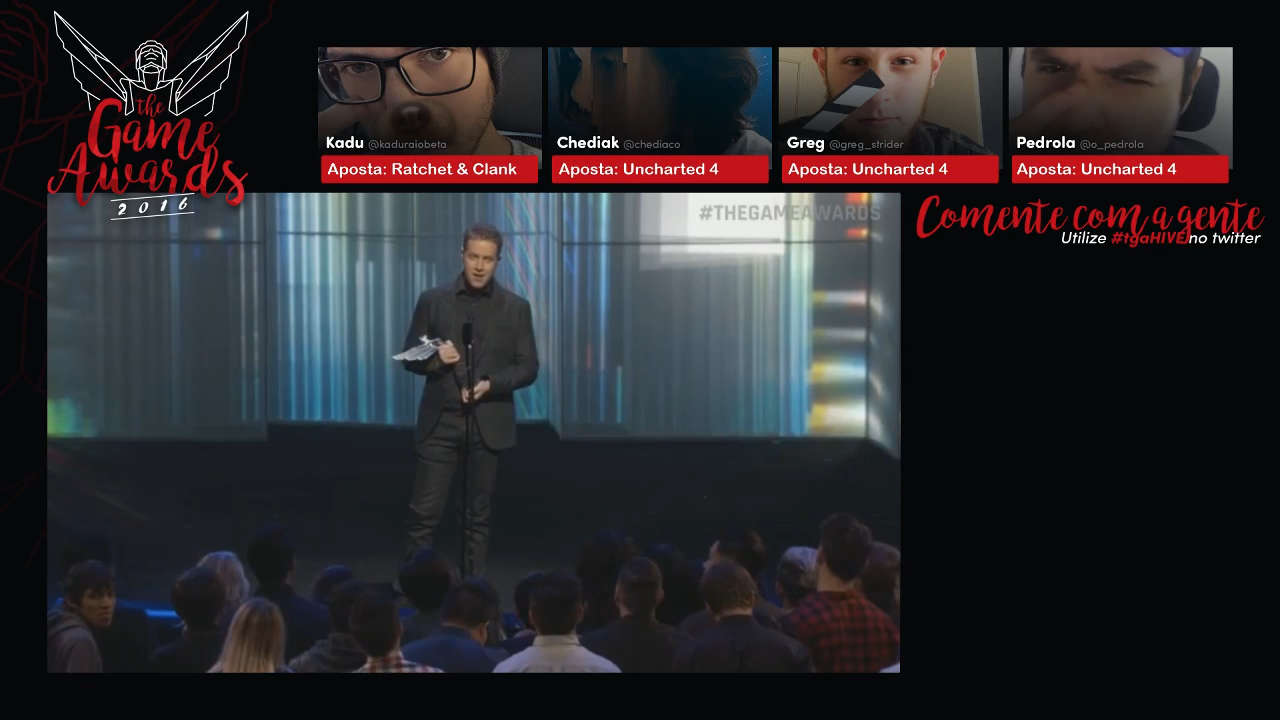 the
Game
Awards
2016
Kadu @kaduraiobeta
Aposta: Ratchet & Clank
Chediak @chediaco
Aposta: Uncharted 4
Greg @greg_strider
Aposta: Uncharted 4
Pedrola @o_pedrola
Aposta: Uncharted 4
#THEGAMEAWARDS
Comente com a gente
Utilize #tgaHIVE no twitter